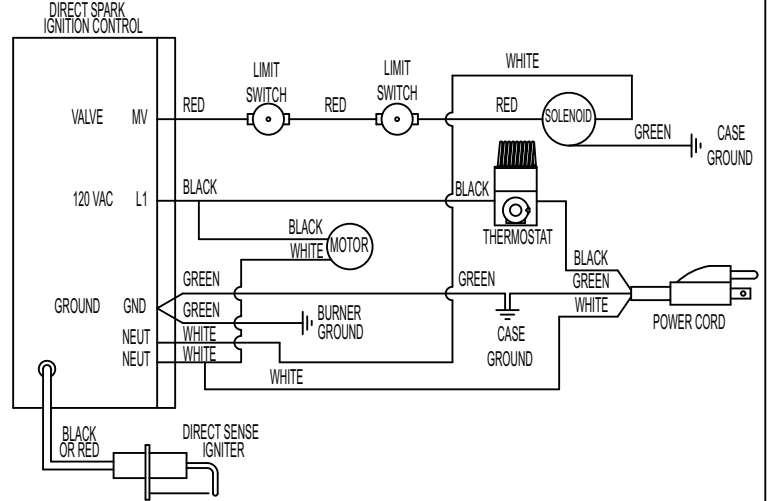 DIRECT SPARK
IGNITION CONTROL
VALVE MV
RED
LIMIT
SWITCH
RED
LIMIT
SWITCH
RED
WHITE
SOLENOID
GREEN
CASE
GROUND
120 VAC L1
BLACK
BLACK
THERMOSTAT
BLACK
WHITE
MOTOR
BLACK
GREEN
WHITE
POWER CORD
GROUND GND
GREEN
GREEN
GREEN
BURNER
GROUND
CASE
GROUND
NEUT
WHITE
NEUT
WHITE
WHITE
BLACK
OR RED
DIRECT SENSE
IGNITER